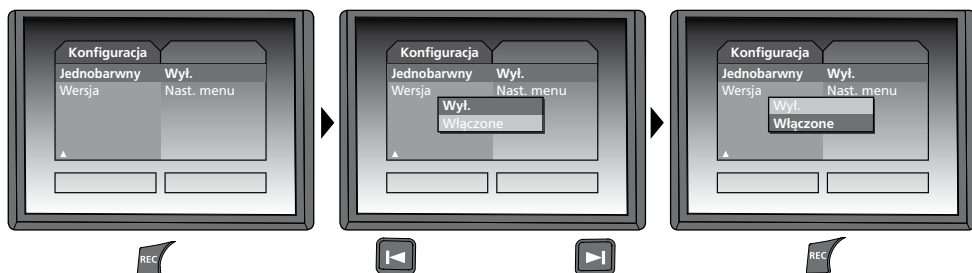 Konfiguracja
Jednobarwny Wył.
Wersja Nast. menu
Konfiguracja
Jednobarwny Wył.
Wersja Nast. menu
Wył.
Włączone
Konfiguracja
Jednobarwny Wył.
Wersja Nast. menu
Wył.
Włączone
REC
REC